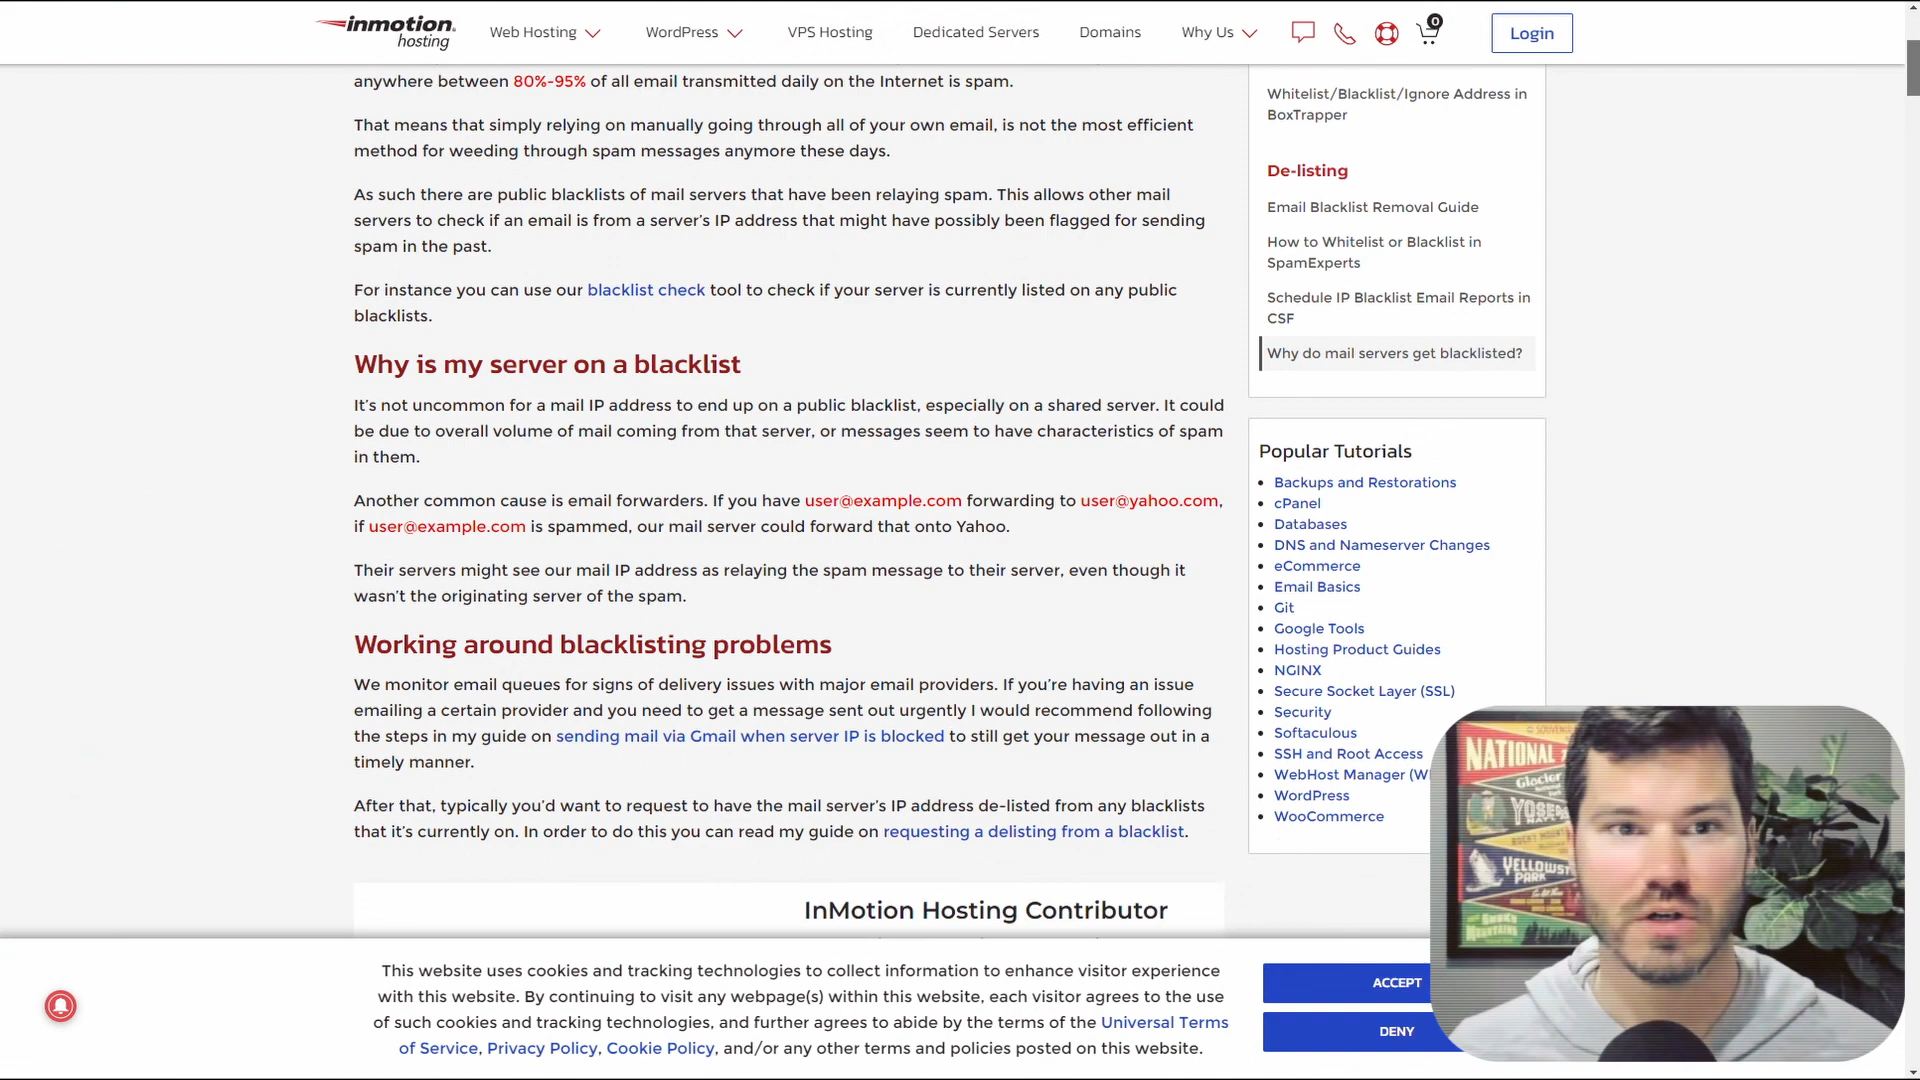 inmotion hosting
Web Hosting
WordPress
VPS Hosting
Dedicated Servers
Domains
Why Us
0
Login
anywhere between 80%-95% of all email transmitted daily on the Internet is spam.
That means that simply relying on manually going through all of your own email, is not the most efficient
method for weeding through spam messages anymore these days.
As such there are public blacklists of mail servers that have been relaying spam. This allows other mail
servers to check if an email is from a server’s IP address that might have possibly been flagged for sending
spam in the past.
For instance you can use our blacklist check tool to check if your server is currently listed on any public
blacklists.
Why is my server on a blacklist
It’s not uncommon for a mail IP address to end up on a public blacklist, especially on a shared server. It could
be due to overall volume of mail coming from that server, or messages seem to have characteristics of spam
in them.
Another common cause is email forwarders. If you have user@example.com forwarding to user@yahoo.com,
if user@example.com is spammed, our mail server could forward that onto Yahoo.
Their servers might see our mail IP address as relaying the spam message to their server, even though it
wasn’t the originating server of the spam.
Working around blacklisting problems
We monitor email queues for signs of delivery issues with major email providers. If you’re having an issue
emailing a certain provider and you need to get a message sent out urgently I would recommend following
the steps in my guide on sending mail via Gmail when server IP is blocked to still get your message out in a
timely manner.
After that, typically you’d want to request to have the mail server’s IP address de-listed from any blacklists
that it’s currently on. In order to do this you can read my guide on requesting a delisting from a blacklist.
InMotion Hosting Contributor
Whitelist/Blacklist/Ignore Address in
BoxTrapper
De-listing
Email Blacklist Removal Guide
How to Whitelist or Blacklist in
SpamExperts
Schedule IP Blacklist Email Reports in
CSF
Why do mail servers get blacklisted?
Popular Tutorials
Backups and Restorations
cPanel
Databases
DNS and Nameserver Changes
eCommerce
Email Basics
Git
Google Tools
Hosting Product Guides
NGINX
Secure Socket Layer (SSL)
Security
Softaculous
SSH and Root Access
WebHost Manager (W
WordPress
WooCommerce
This website uses cookies and tracking technologies to collect information to enhance visitor experience
with this website. By continuing to visit any webpage(s) within this website, each visitor agrees to the use
of such cookies and tracking technologies, and further agrees to abide by the terms of the Universal Terms
of Service, Privacy Policy, Cookie Policy, and/or any other terms and policies posted on this website.
ACCEPT
DENY
NATIONAL
Glacier
YOSEM
YELLOWST
PARK
MOUNTAINS